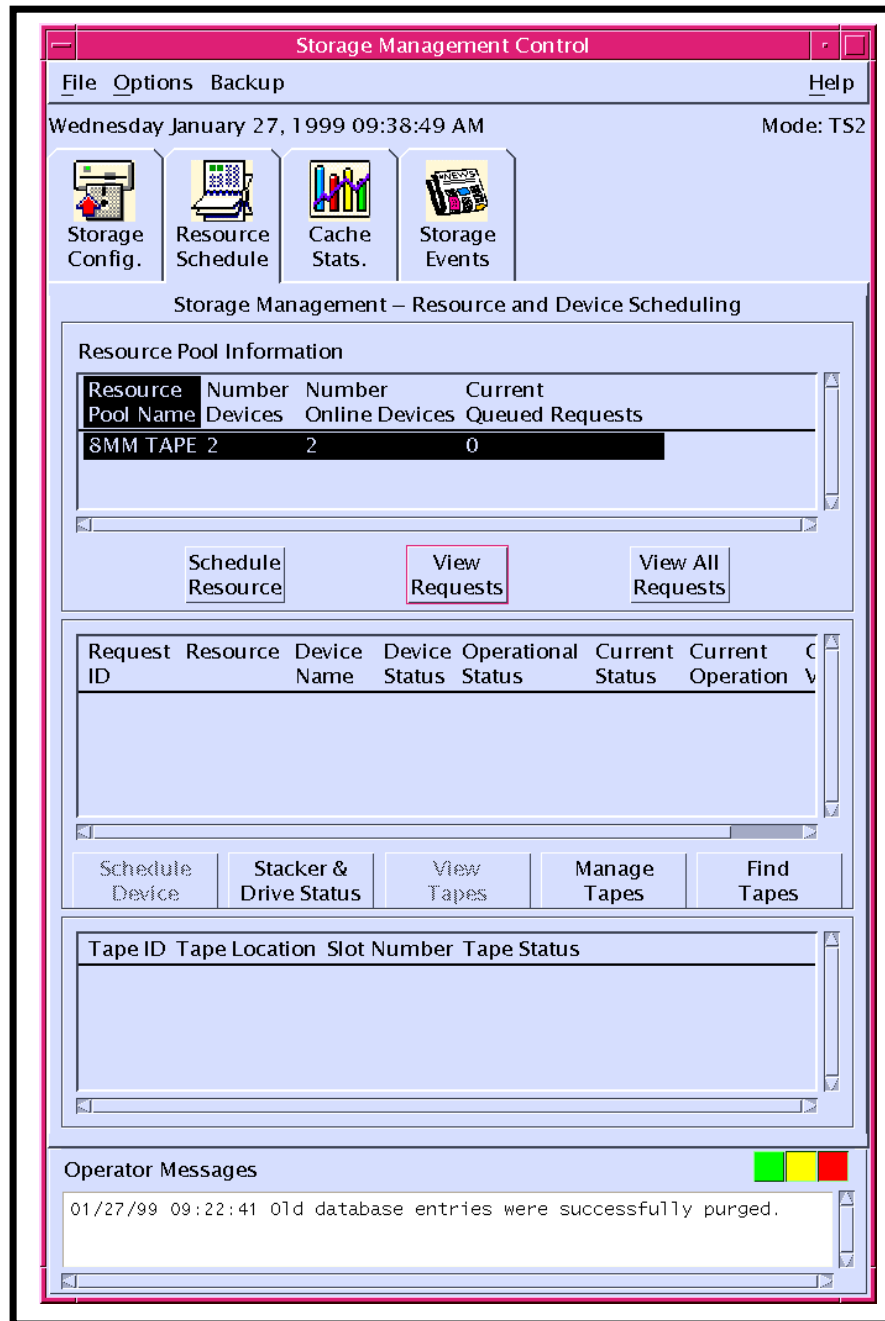 Storage Management Control
File Options Backup Help
Wednesday January 27, 1999 09:38:49 AM Mode: TS2
Storage Config.
Resource Schedule
Cache Stats.
Storage Events
Storage Management – Resource and Device Scheduling
Resource Pool Information
Resource Number Number Current
Pool Name Devices Online Devices Queued Requests
8MM TAPE 2 2 0
Schedule Resource
View Requests
View All Requests
Request Resource Device Device Operational Current Current C
ID Name Status Status Status Operation V
Schedule Device
Stacker & Drive Status
View Tapes
Manage Tapes
Find Tapes
Tape ID Tape Location Slot Number Tape Status
Operator Messages
01/27/99 09:22:41 Old database entries were successfully purged.
NEWS